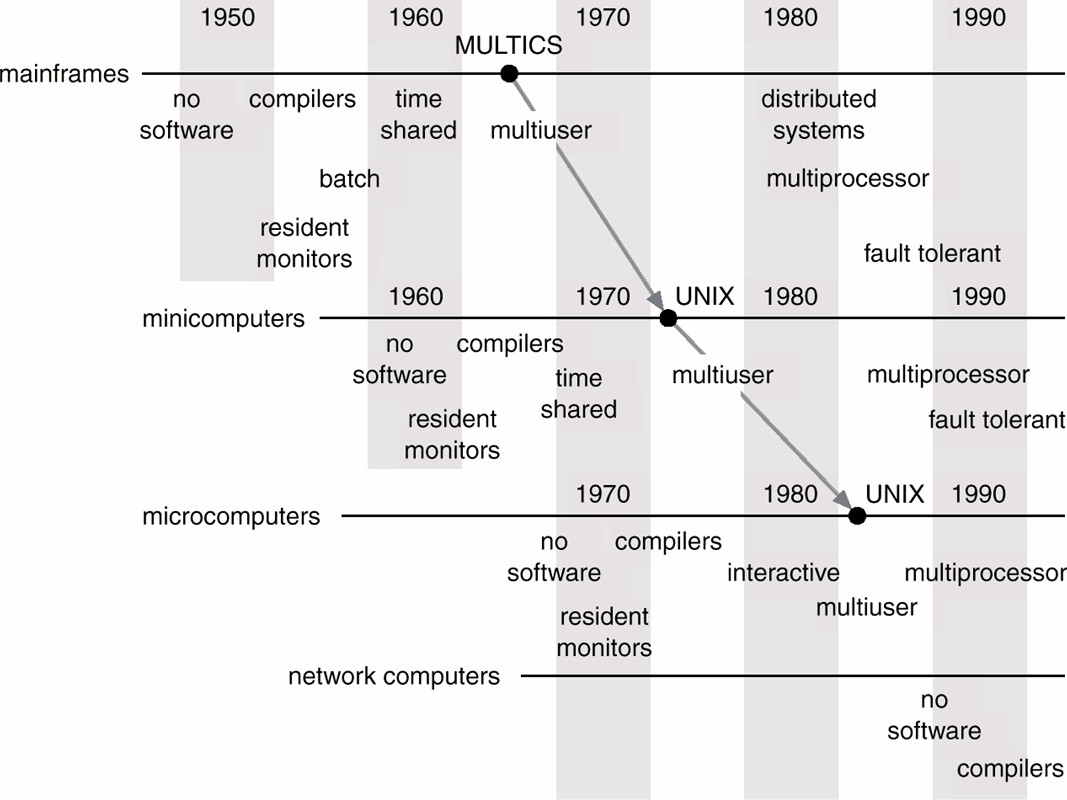 1950 1960 1970 1980 1990
MULTICS
mainframes
no compilers time distributed
software shared multiuser systems
batch multiprocessor
resident
monitors
fault tolerant
1960 1970 UNIX 1980 1990
minicomputers
no compilers
software time multiuser multiprocessor
shared
resident fault tolerant
monitors
1970 1980 UNIX 1990
microcomputers
no compilers
software interactive multiprocessor
multiuser
resident
monitors
network computers
no
software
compilers